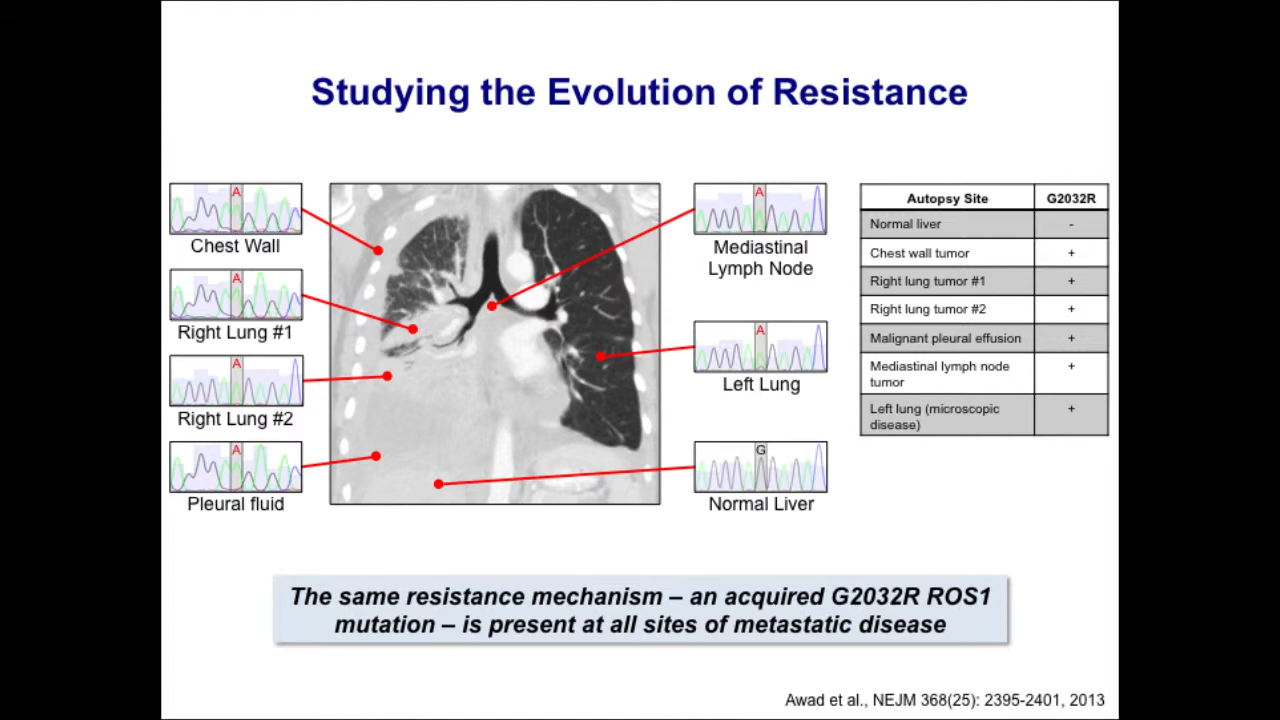 Studying the Evolution of Resistance
A
Chest Wall
A
Right Lung #1
A
Right Lung #2
A
Pleural fluid
A
Mediastinal
Lymph Node
A
Left Lung
G
Normal Liver
Autopsy Site G2032R
Normal liver -
Chest wall tumor +
Right lung tumor #1 +
Right lung tumor #2 +
Malignant pleural effusion +
Mediastinal lymph node +
tumor
Left lung (microscopic +
disease)
The same resistance mechanism – an acquired G2032R ROS1
mutation – is present at all sites of metastatic disease
Awad et al., NEJM 368(25): 2395-2401, 2013